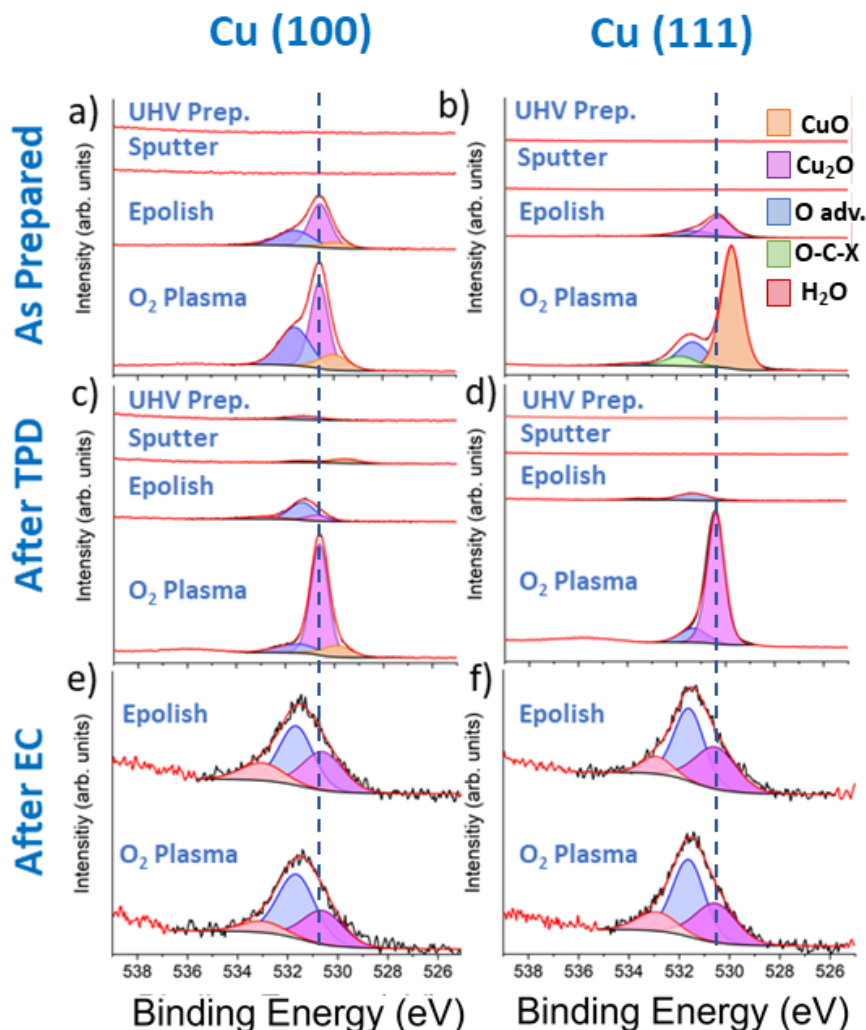 Cu (100)
Cu (111)
As Prepared
After TPD
After EC
a)
UHV Prep.
Sputter
Epolish
O₂ Plasma
Intensity (arb. units)
b)
UHV Prep.
Sputter
Epolish
O₂ Plasma
Intensity (arb. units)
CuO
Cu₂O
O adv.
O-C-X
H₂O
c)
UHV Prep.
Sputter
Epolish
O₂ Plasma
Intensity (arb. units)
d)
UHV Prep.
Sputter
Epolish
O₂ Plasma
Intensity (arb. units)
e)
Epolish
O₂ Plasma
Intensitiy (arb. units)
538 536 534 532 530 528 526
Binding Energy (eV)
f)
Epolish
O₂ Plasma
Intensitiy (arb. units)
538 536 534 532 530 528 526
Binding Energy (eV)